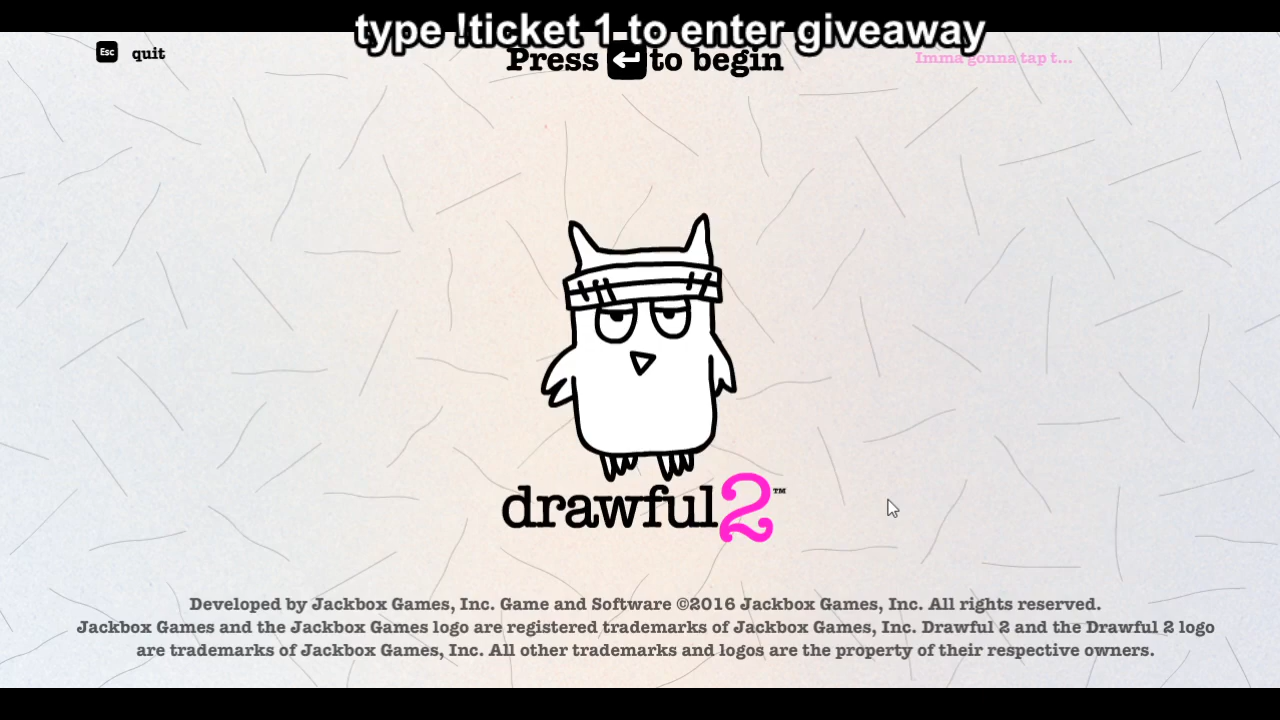 type !ticket 1 to enter giveaway
Esc quit
Press to begin
Imma gonna tap t...
drawful 2™
Developed by Jackbox Games, Inc. Game and Software ©2016 Jackbox Games, Inc. All rights reserved.
Jackbox Games and the Jackbox Games logo are registered trademarks of Jackbox Games, Inc. Drawful 2 and the Drawful 2 logo
are trademarks of Jackbox Games, Inc. All other trademarks and logos are the property of their respective owners.